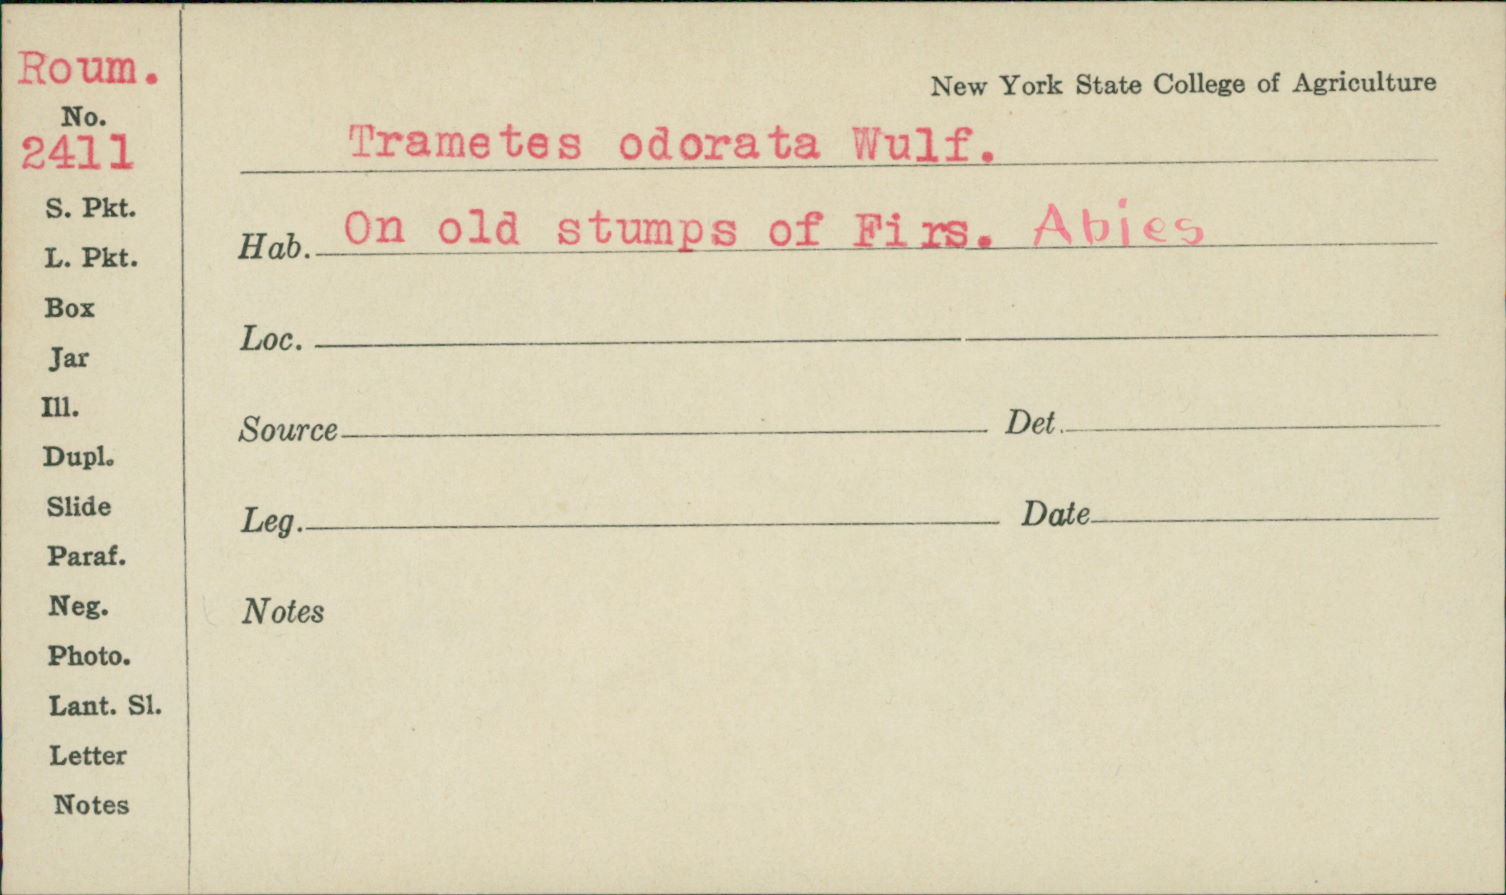 Roum.
No.
2411
S. Pkt.
L. Pkt.
Box
Jar
Ill.
Dupl.
Slide
Paraf.
Neg.
Photo.
Lant. Sl.
Letter
Notes
New York State College of Agriculture
Trametes odorata Wulf.
Hab. On old stumps of Firs. Abies
Loc.
Source Det.
Leg. Date
Notes